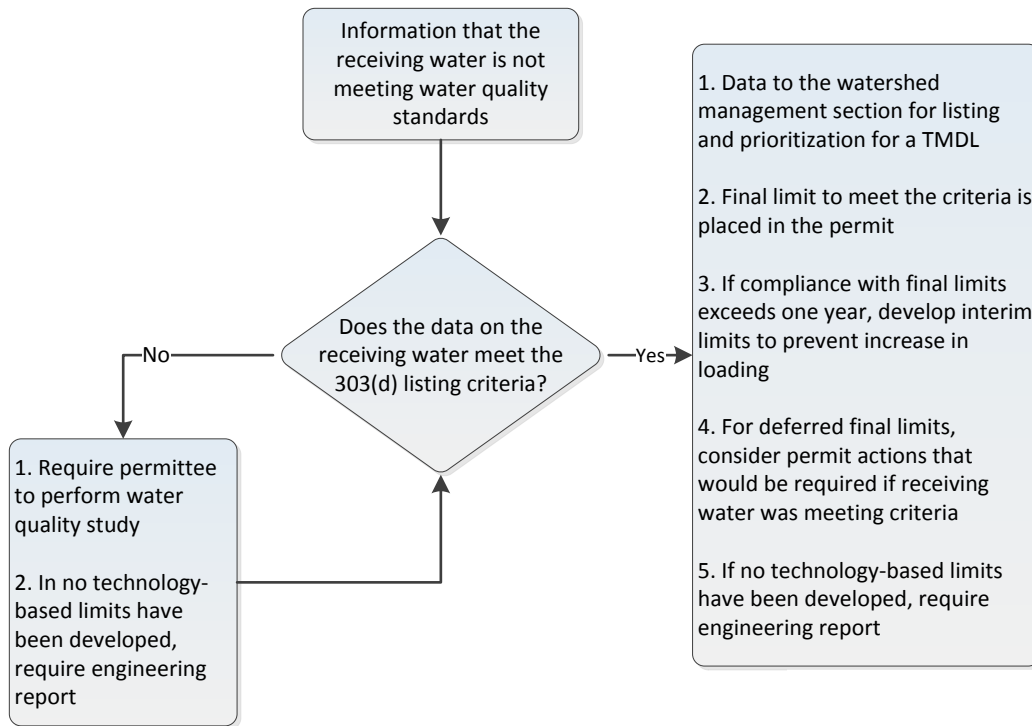 Information that the
receiving water is not
meeting water quality
standards
Does the data on the
receiving water meet the
303(d) listing criteria?
No
Yes
1. Require permittee
to perform water
quality study
2. In no technology-
based limits have
been developed,
require engineering
report
1. Data to the watershed
management section for listing
and prioritization for a TMDL
2. Final limit to meet the criteria is
placed in the permit
3. If compliance with final limits
exceeds one year, develop interim
limits to prevent increase in
loading
4. For deferred final limits,
consider permit actions that
would be required if receiving
water was meeting criteria
5. If no technology-based limits
have been developed, require
engineering report